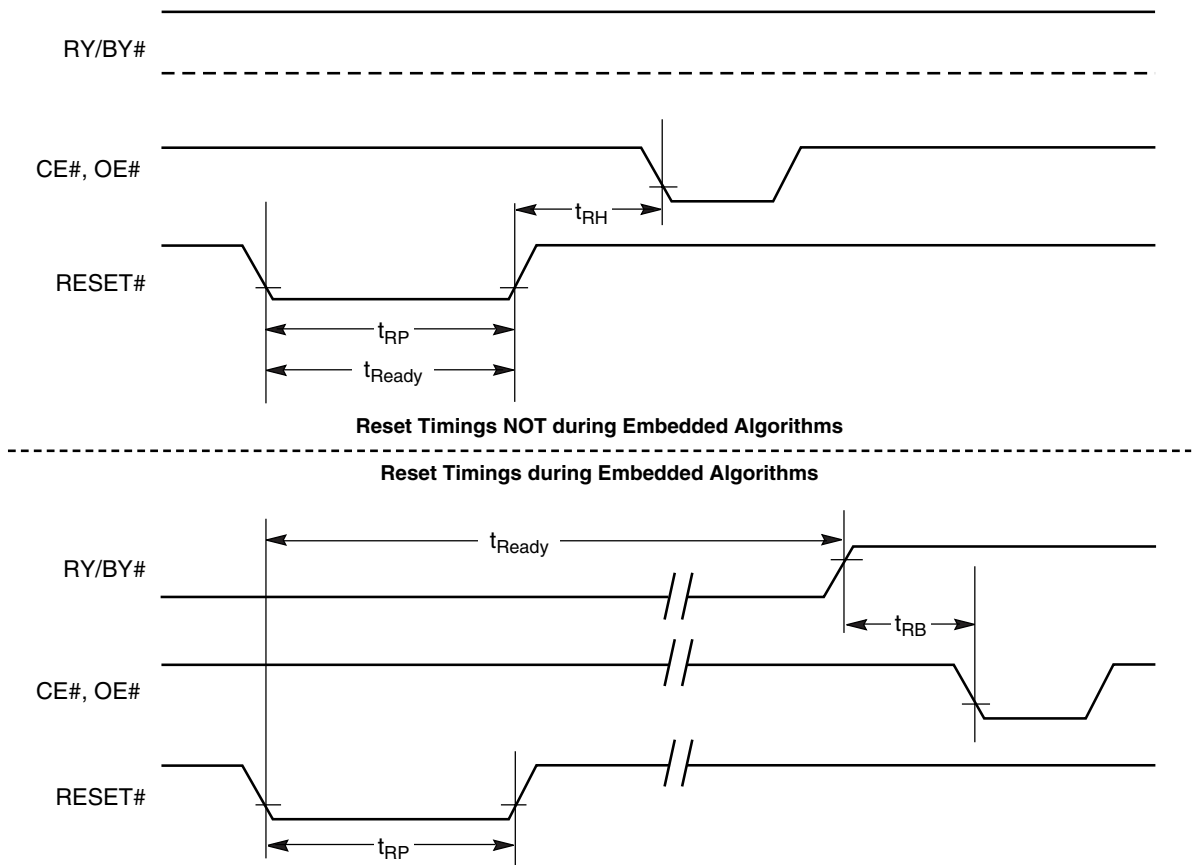 RY/BY#
CE#, OE#
tRH
RESET#
tRP
tReady
Reset Timings NOT during Embedded Algorithms
Reset Timings during Embedded Algorithms
tReady
RY/BY#
tRB
CE#, OE#
RESET#
tRP